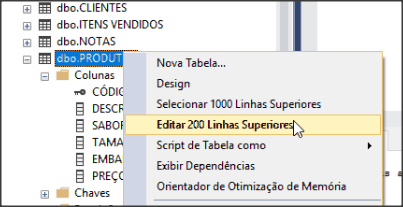 dbo.CLIENTES
dbo.ITENS VENDIDOS
dbo.NOTAS
dbo.PRODUT
Colunas
CÓDIG
DESCR
SABOR
TAMA
EMBA
PREÇO
Chaves
Nova Tabela...
Design
Selecionar 1000 Linhas Superiores
Editar 200 Linhas Superiores
Script de Tabela como
Exibir Dependências
Orientador de Otimização de Memória